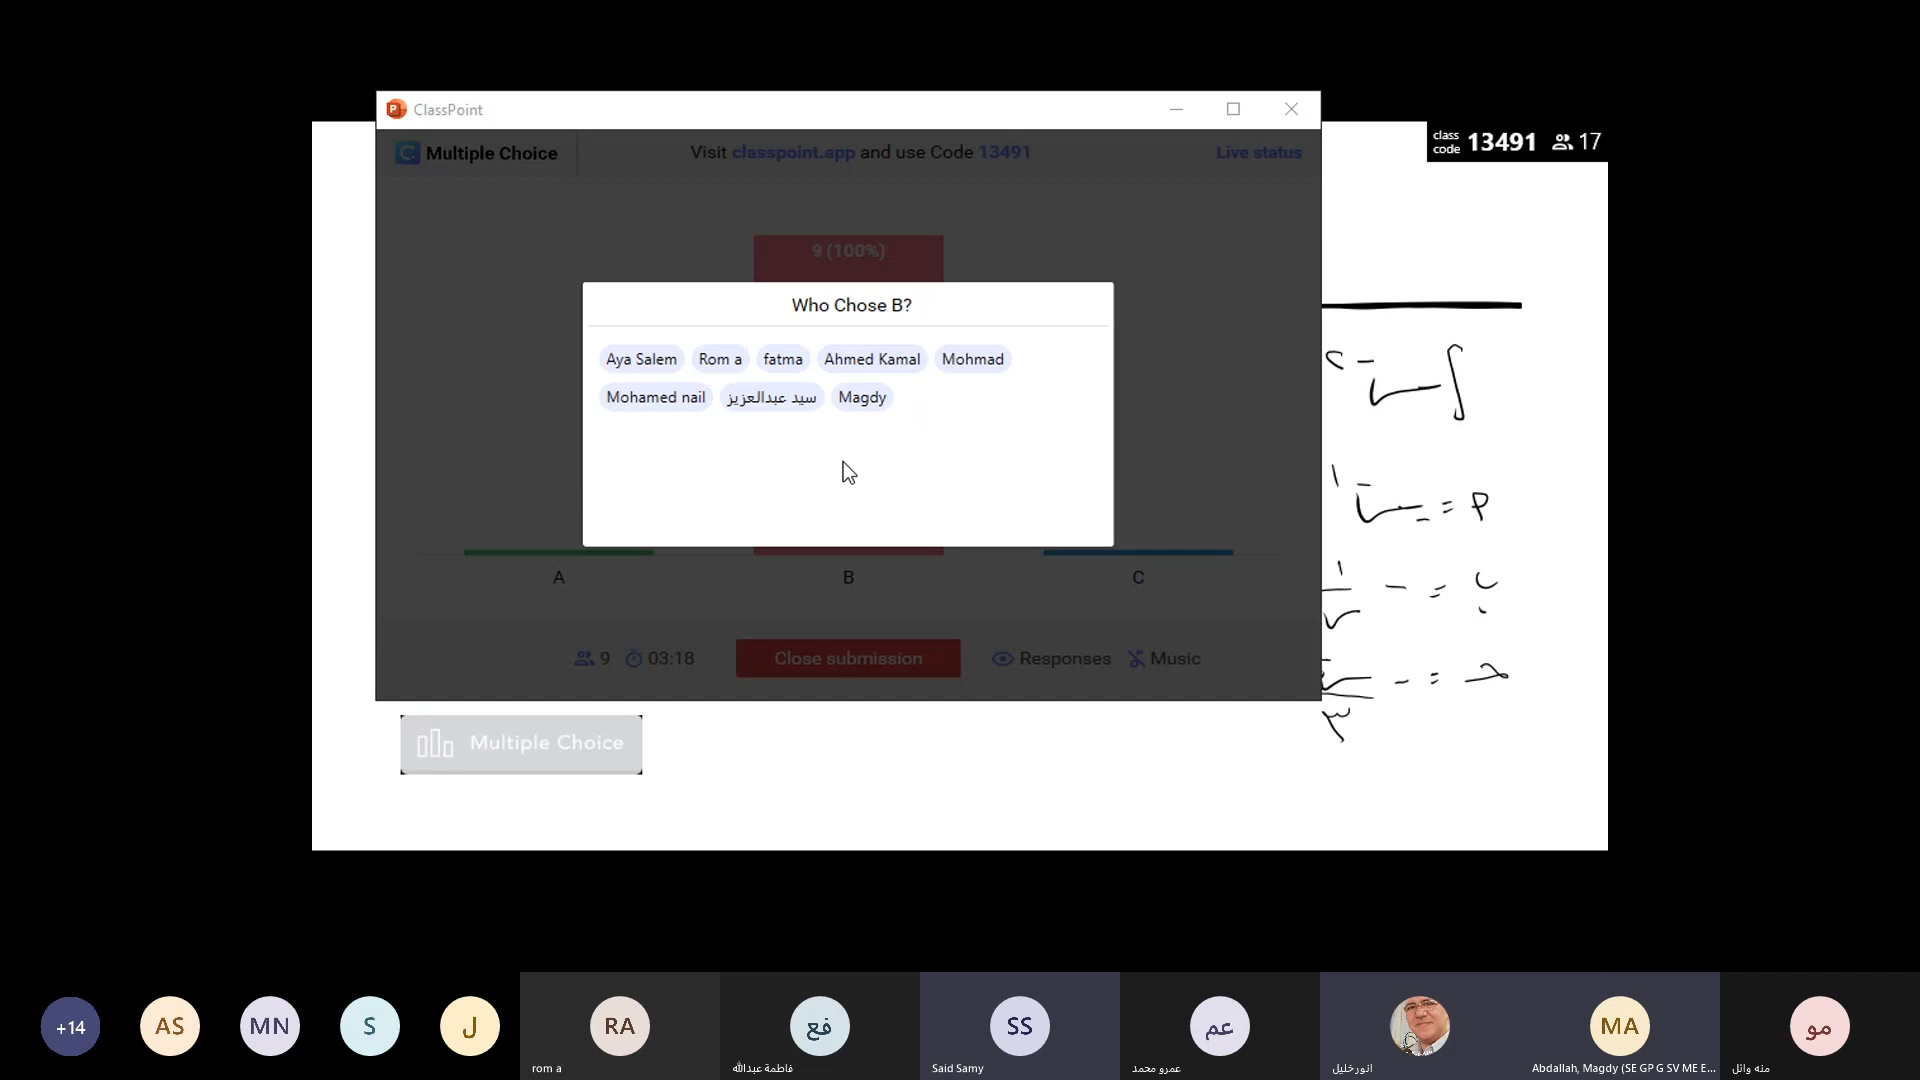 ClassPoint
Multiple Choice
Visit classpoint.app and use Code 13491
Live status
class code 13491 17
9 (100%)
Who Chose B?
Aya Salem Rom a fatma Ahmed Kamal Mohmad
Mohamed nail سيد عبدالعزيز Magdy
A B C
9 03:18 Close submission Responses Music
Multiple Choice
+14 AS MN S ل RA فع SS عم MA مو
rom a فاطمة عبدالله Said Samy عمرو محمد انور خليل Abdallah, Magdy (SE GP G SV ME E... منه وائل